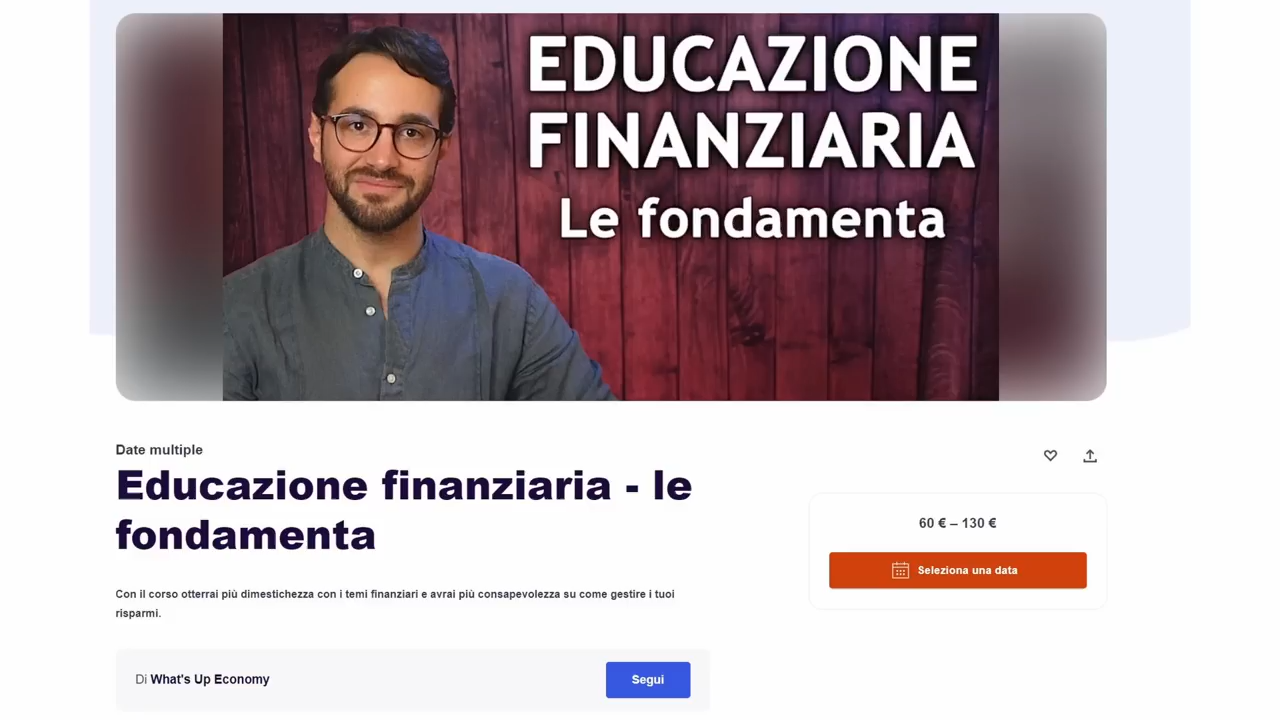 EDUCAZIONE
FINANZIARIA
Le fondamenta
Date multiple
Educazione finanziaria - le
fondamenta
60 € – 130 €
Seleziona una data
Con il corso otterrai più dimestichezza con i temi finanziari e avrai più consapevolezza su come gestire i tuoi
risparmi.
Di What's Up Economy
Segui